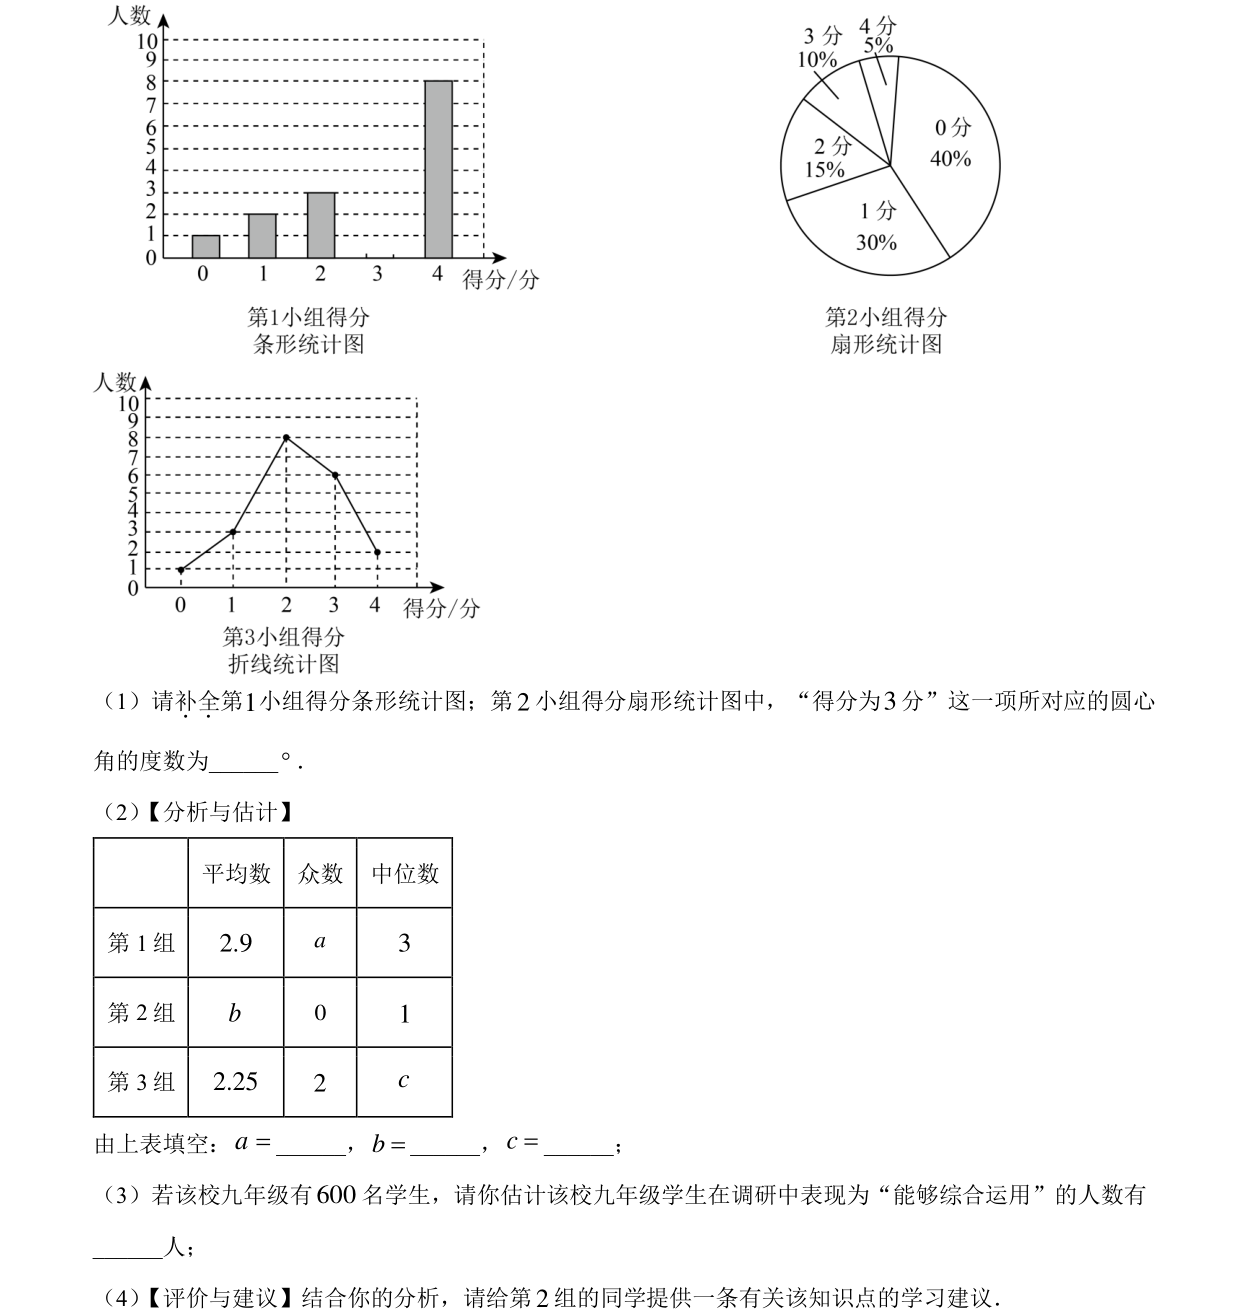 人数
10
9
8
7
6
5
4
3
2
1
0
0 1 2 3 4 得分/分
第1小组得分
条形统计图
3 分
10%
4 分
5%
0 分
40%
2 分
15%
1 分
30%
第2小组得分
扇形统计图
人数
10
9
8
7
6
5
4
3
2
1
0
0 1 2 3 4 得分/分
第3小组得分
折线统计图
（1）请补全第1小组得分条形统计图；第2小组得分扇形统计图中，“得分为3分”这一项所对应的圆心
角的度数为______°．
（2）【分析与估计】
平均数 众数 中位数
第 1 组 2.9 a 3
第 2 组 b 0 1
第 3 组 2.25 2 c
由上表填空：a =______，b =______，c =______；
（3）若该校九年级有600名学生，请你估计该校九年级学生在调研中表现为“能够综合运用”的人数有
______人；
（4）【评价与建议】结合你的分析，请给第2组的同学提供一条有关该知识点的学习建议．